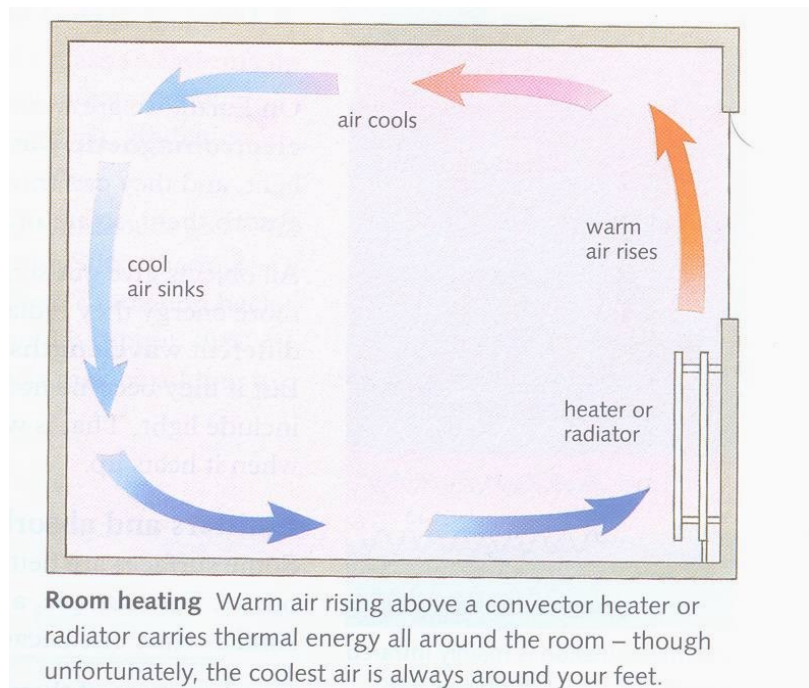 air cools
warm
air rises
cool
air sinks
heater or
radiator
Room heating Warm air rising above a convector heater or
radiator carries thermal energy all around the room – though
unfortunately, the coolest air is always around your feet.